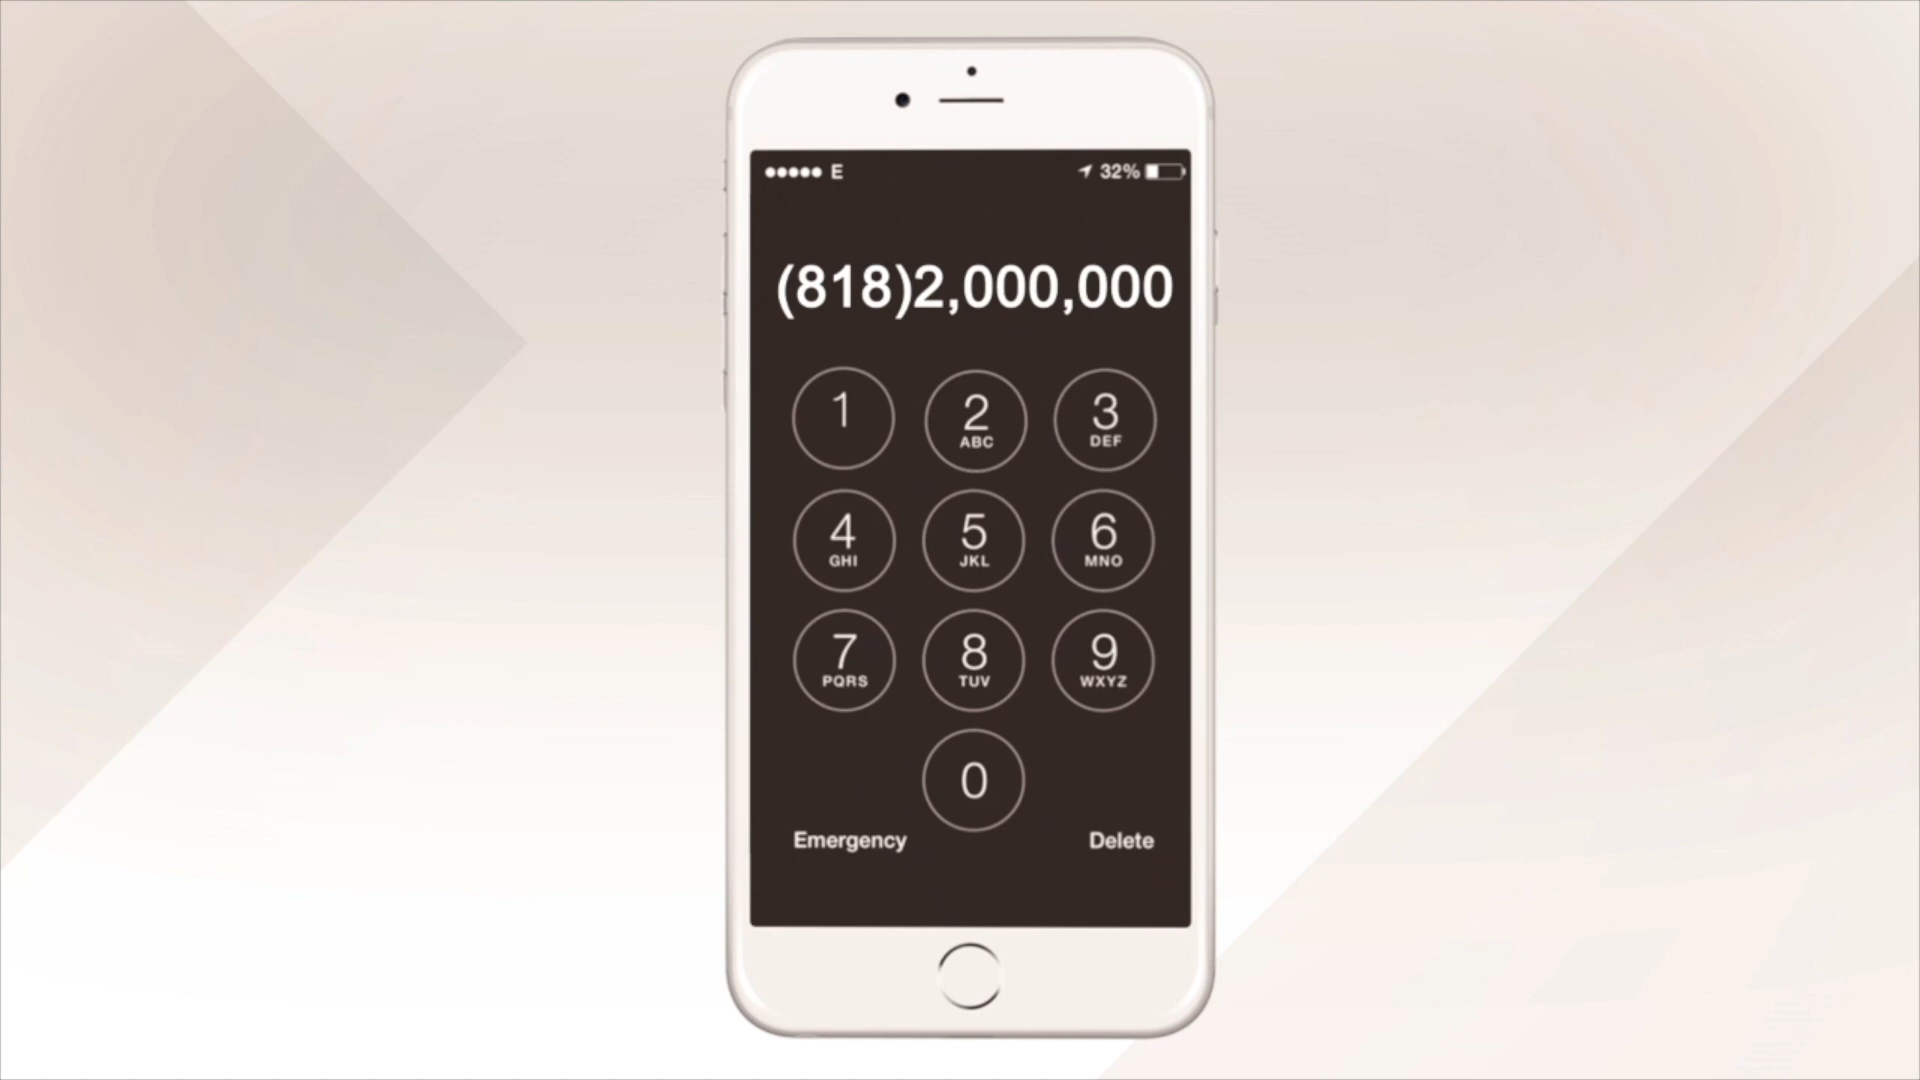 E 32%
(818)2,000,000
1 2 3
ABC DEF
4 5 6
GHI JKL MNO
7 8 9
PQRS TUV WXYZ
0
Emergency Delete